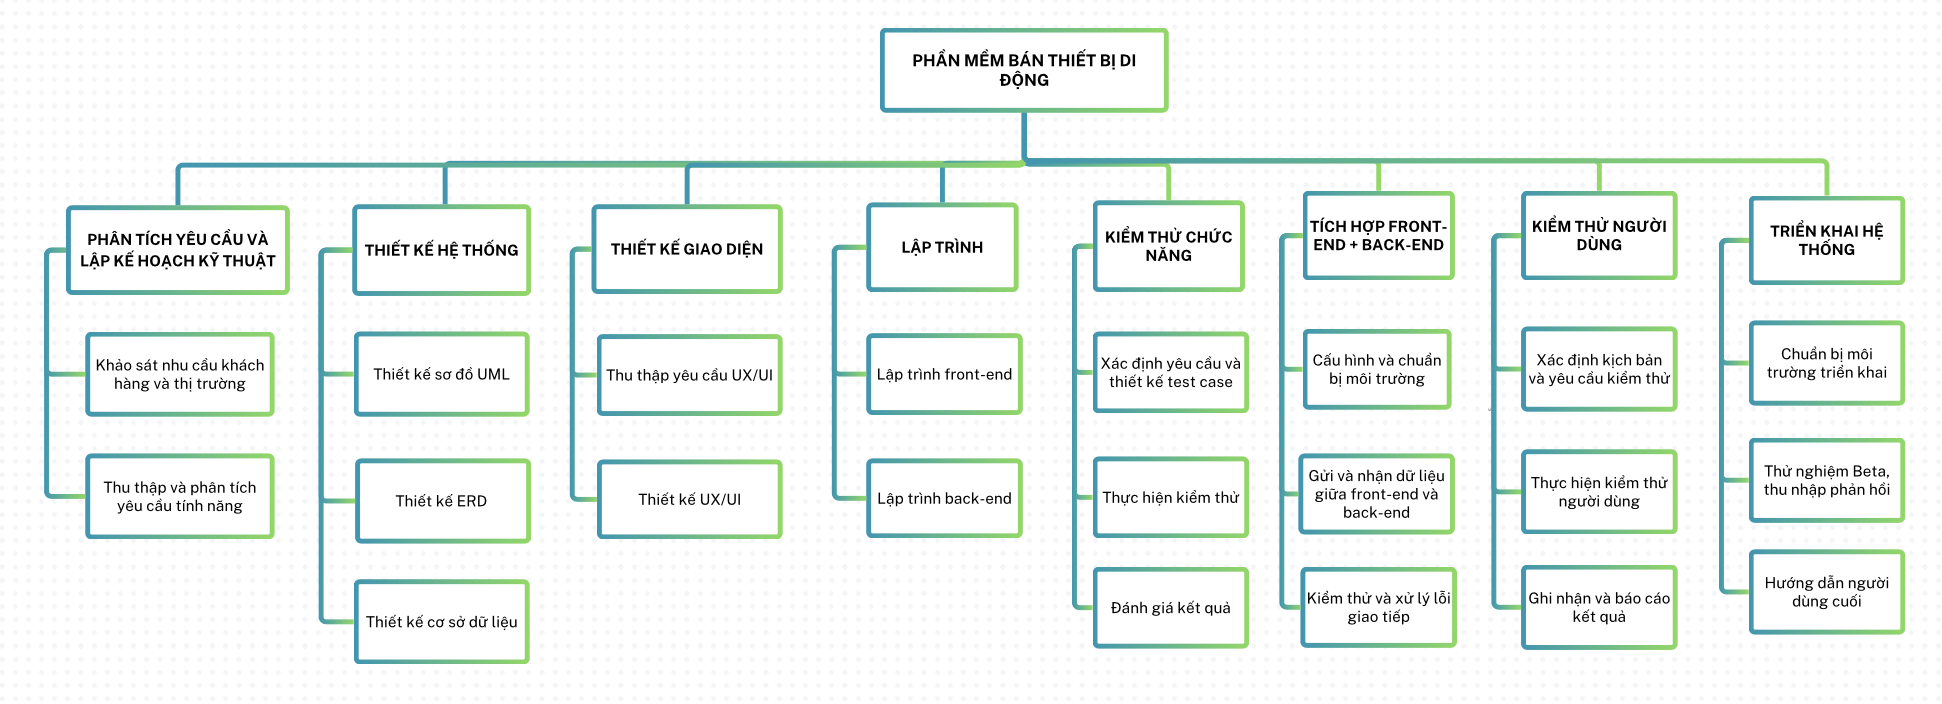 PHẦN MỀM BÁN THIẾT BỊ DI
ĐỘNG
PHÂN TÍCH YÊU CẦU VÀ
LẬP KẾ HOẠCH KỸ THUẬT
Khảo sát nhu cầu khách
hàng và thị trường
Thu thập và phân tích
yêu cầu tính năng
THIẾT KẾ HỆ THỐNG
Thiết kế sơ đồ UML
Thiết kế ERD
Thiết kế cơ sở dữ liệu
THIẾT KẾ GIAO DIỆN
Thu thập yêu cầu UX/UI
Thiết kế UX/UI
LẬP TRÌNH
Lập trình front-end
Lập trình back-end
KIỂM THỬ CHỨC
NĂNG
Xác định yêu cầu và
thiết kế test case
Thực hiện kiểm thử
Đánh giá kết quả
TÍCH HỢP FRONT-
END + BACK-END
Cấu hình và chuẩn
bị môi trường
Gửi và nhận dữ liệu
giữa front-end và
back-end
Kiểm thử và xử lý lỗi
giao tiếp
KIỂM THỬ NGƯỜI
DÙNG
Xác định kịch bản
và yêu cầu kiểm thử
Thực hiện kiểm thử
người dùng
Ghi nhận và báo cáo
kết quả
TRIỂN KHAI HỆ
THỐNG
Chuẩn bị môi
trường triển khai
Thử nghiệm Beta,
thu nhập phản hồi
Hướng dẫn người
dùng cuối